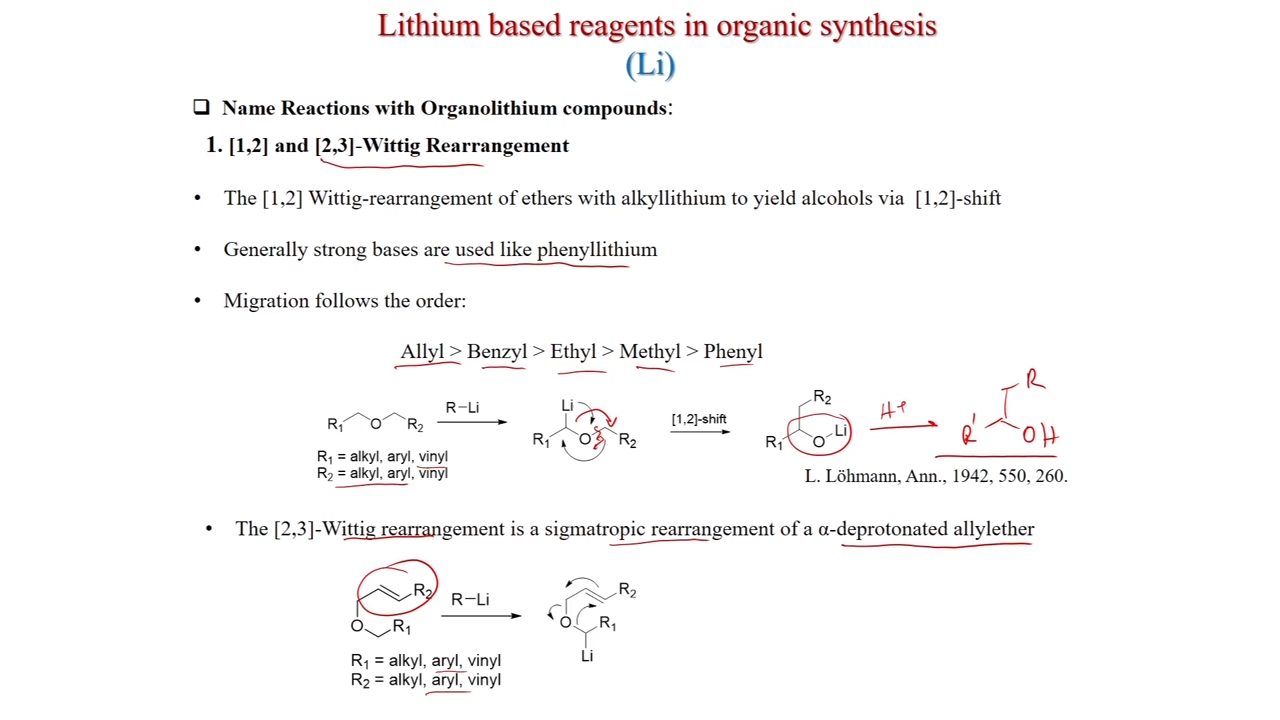 Lithium based reagents in organic synthesis
(Li)
❑ Name Reactions with Organolithium compounds:
1. [1,2] and [2,3]-Wittig Rearrangement
• The [1,2] Wittig-rearrangement of ethers with alkyllithium to yield alcohols via [1,2]-shift
• Generally strong bases are used like phenyllithium
• Migration follows the order:
Allyl > Benzyl > Ethyl > Methyl > Phenyl
R₁ O R₂
R–Li
Li
R₁ O R₂
[1,2]-shift
R₂
R₁ O Li
H+
R
R' OH
R₁ = alkyl, aryl, vinyl
R₂ = alkyl, aryl, vinyl
L. Löhmann, Ann., 1942, 550, 260.
• The [2,3]-Wittig rearrangement is a sigmatropic rearrangement of a α-deprotonated allylether
R₂
O R₁
R–Li
R₂
O R₁
Li
R₁ = alkyl, aryl, vinyl
R₂ = alkyl, aryl, vinyl